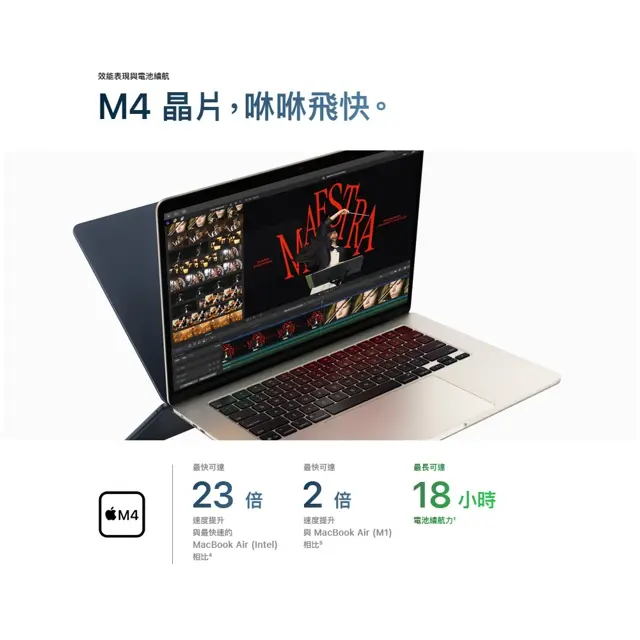 效能表現與電池續航
M4 晶片，咻咻飛快。
MAESTRA
最快可達
23 倍
速度提升
與最快速的
MacBook Air (Intel)
相比⁴
最快可達
2 倍
速度提升
與 MacBook Air (M1)
相比⁵
最長可達
18 小時
電池續航力¹
M4